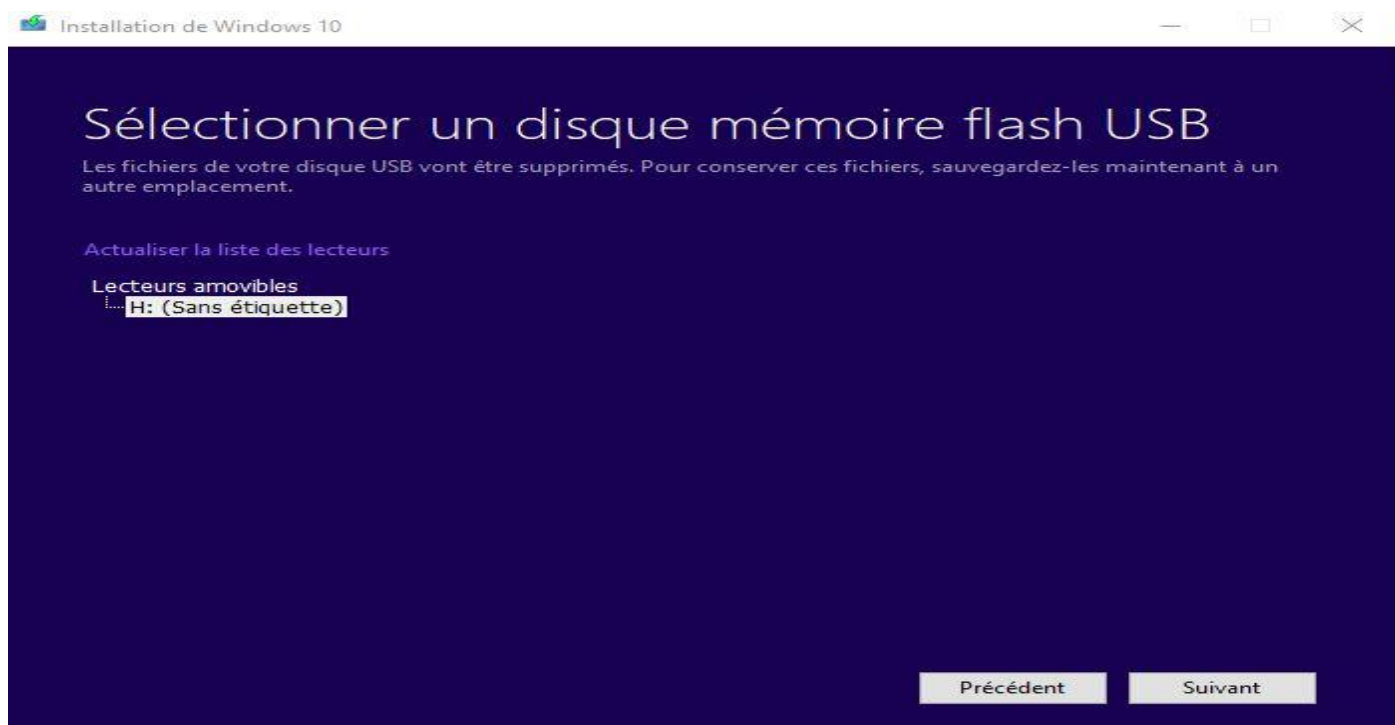 Installation de Windows 10
Sélectionner un disque mémoire flash USB
Les fichiers de votre disque USB vont être supprimés. Pour conserver ces fichiers, sauvegardez-les maintenant à un
autre emplacement.
Actualiser la liste des lecteurs
Lecteurs amovibles
H: (Sans étiquette)
Précédent
Suivant